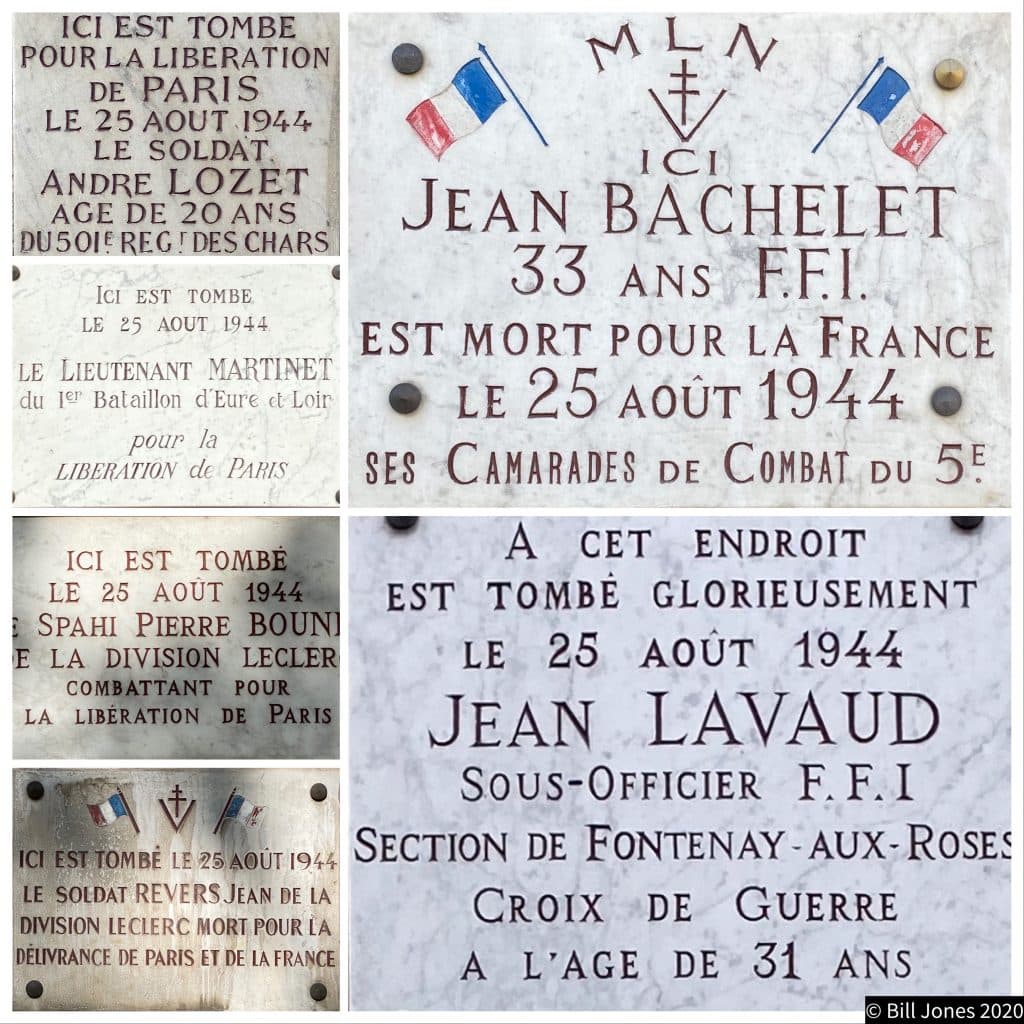 ICI EST TOMBE
POUR LA LIBERATION
DE PARIS
LE 25 AOUT 1944
LE SOLDAT
ANDRE LOZET
AGE DE 20 ANS
DU 501E REGT DES CHARS
ICI EST TOMBE
LE 25 AOUT 1944
LE LIEUTENANT MARTINET
du Ier Bataillon d'Eure et Loir
pour la
LIBERATION de PARIS
ICI EST TOMBÉ
LE 25 AOÛT 1944
SPAHI PIERRE BOUN
E LA DIVISION LECLER
COMBATTANT POUR
LA LIBÉRATION DE PARIS
ICI EST TOMBÉ LE 25 AOÛT 1944
LE SOLDAT REVERS JEAN DE LA
DIVISION LECLERC MORT POUR LA
DÉLIVRANCE DE PARIS ET DE LA FRANCE
MLN
ICI
JEAN BACHELET
33 ANS F.F.I.
EST MORT POUR LA FRANCE
LE 25 AOÛT 1944
SES CAMARADES DE COMBAT DU 5E.
A CET ENDROIT
EST TOMBÉ GLORIEUSEMENT
LE 25 AOÛT 1944
JEAN LAVAUD
SOUS-OFFICIER F.F.I
SECTION DE FONTENAY-AUX-ROSES
CROIX DE GUERRE
A L'AGE DE 31 ANS
© Bill Jones 2020